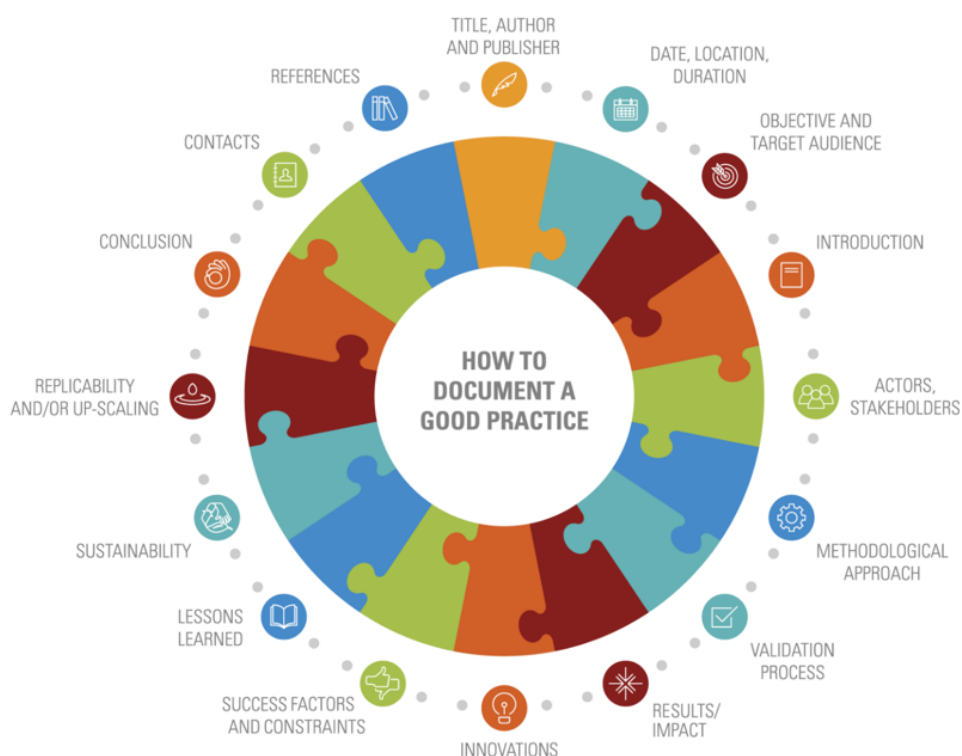 HOW TO
DOCUMENT A
GOOD PRACTICE
TITLE, AUTHOR
AND PUBLISHER
DATE, LOCATION,
DURATION
OBJECTIVE AND
TARGET AUDIENCE
INTRODUCTION
ACTORS,
STAKEHOLDERS
METHODOLOGICAL
APPROACH
VALIDATION
PROCESS
RESULTS/
IMPACT
INNOVATIONS
SUCCESS FACTORS
AND CONSTRAINTS
LESSONS
LEARNED
SUSTAINABILITY
REPLICABILITY
AND/OR UP-SCALING
CONCLUSION
CONTACTS
REFERENCES